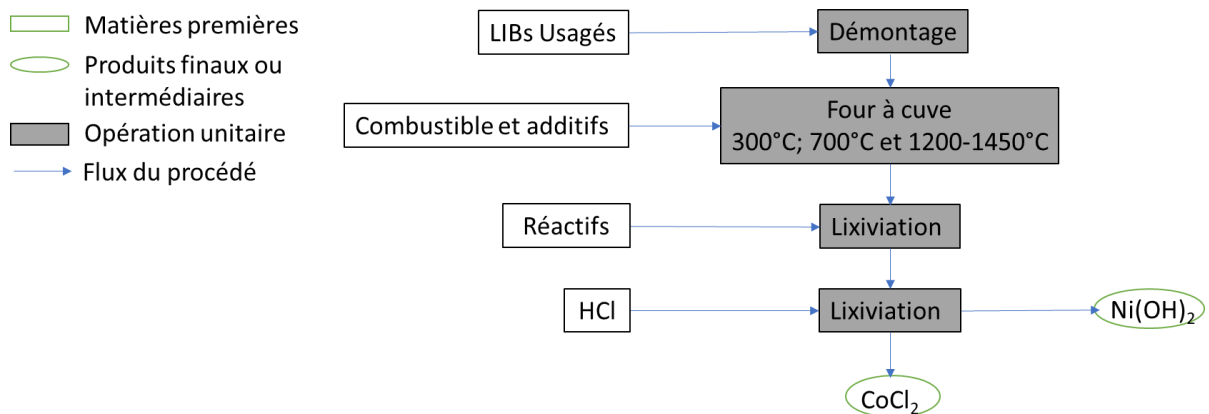 Matières premières
Produits finaux ou
intermédiaires
Opération unitaire
Flux du procédé
LIBs Usagés
Démontage
Combustible et additifs
Four à cuve
300°C; 700°C et 1200-1450°C
Réactifs
Lixiviation
HCl
Lixiviation
Ni(OH)₂
CoCl₂